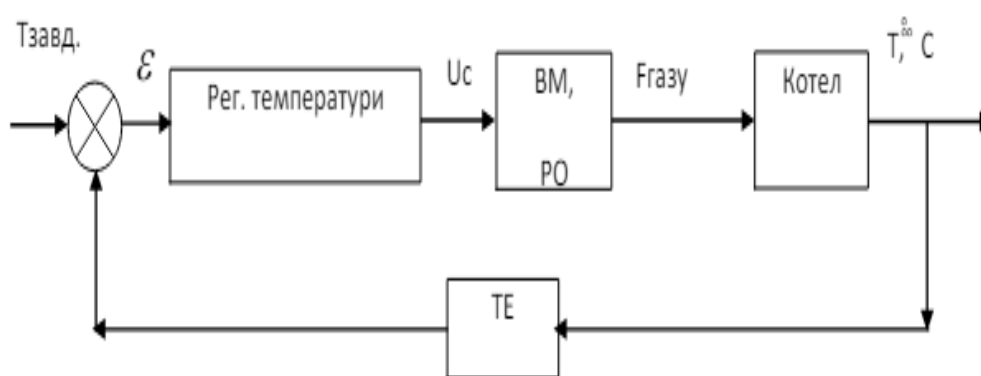 Тзавд.
ε
Рег. температури
Uc
ВМ,
РО
Fгазу
Котел
Т, °С
ТЕ